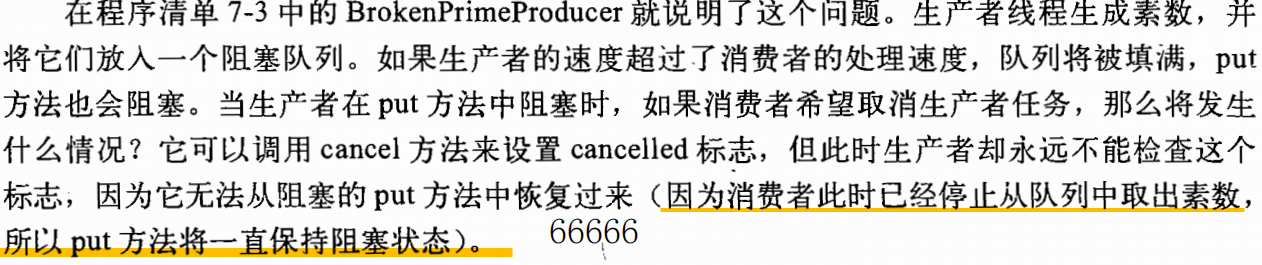 在程序清单 7-3 中的 BrokenPrimeProducer 就说明了这个问题。生产者线程生成素数，并
将它们放入一个阻塞队列。如果生产者的速度超过了消费者的处理速度，队列将被填满，put
方法也会阻塞。当生产者在 put 方法中阻塞时，如果消费者希望取消生产者任务，那么将发生
什么情况？它可以调用 cancel 方法来设置 cancelled 标志，但此时生产者却永远不能检查这个
标志，因为它无法从阻塞的 put 方法中恢复过来（因为消费者此时已经停止从队列中取出素数，
所以 put 方法将一直保持阻塞状态）。 66666